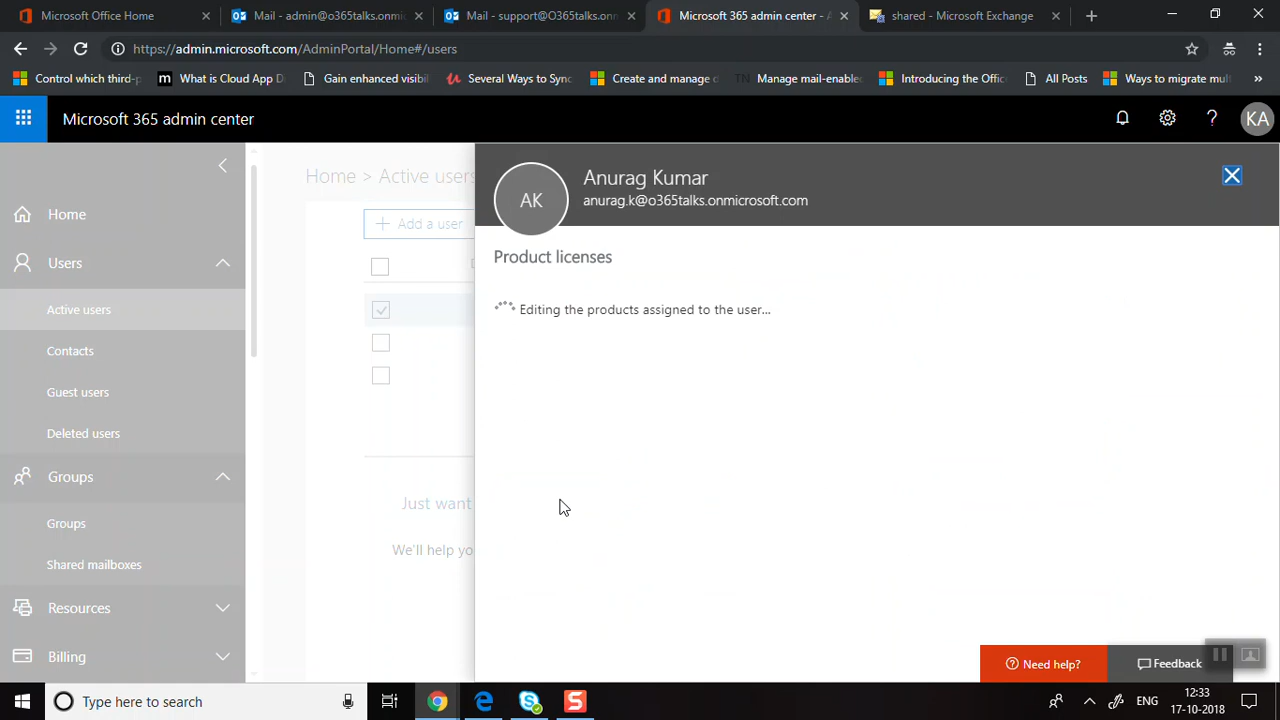 Microsoft Office Home
Mail - admin@o365talks.onmi
Mail - support@O365talks.onm
Microsoft 365 admin center - A
shared - Microsoft Exchange
https://admin.microsoft.com/AdminPortal/Home#/users
Control which third-p
What is Cloud App D
Gain enhanced visibil
Several Ways to Sync
Create and manage d
TN Manage mail-enable
Introducing the Offic
All Posts
Ways to migrate mult
»
Microsoft 365 admin center
KA
Home
Users
Active users
Contacts
Guest users
Deleted users
Groups
Groups
Shared mailboxes
Resources
Billing
Home > Active users
+ Add a user
Just want
We'll help yo
AK
Anurag Kumar
anurag.k@o365talks.onmicrosoft.com
Product licenses
Editing the products assigned to the user...
Need help?
Feedback
Type here to search
ENG
12:33
17-10-2018